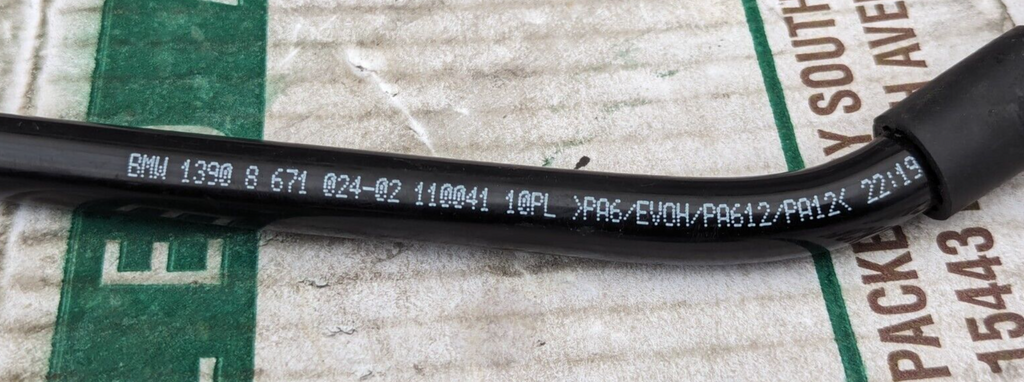 BMW 1390 8 671 024-02 110041 10PL >PA6/EVOH/PA612/PA12< 22:19
Y SOUTH
AVE
PACKE
15443